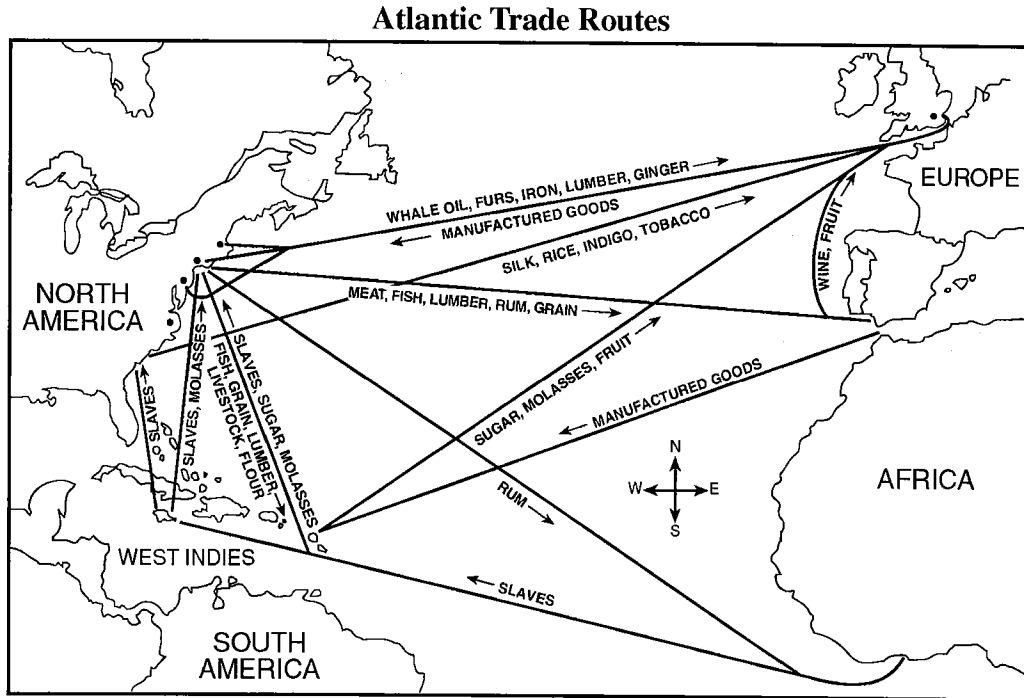 Atlantic Trade Routes
WHALE OIL, FURS, IRON, LUMBER, GINGER
MANUFACTURED GOODS
SILK, RICE, INDIGO, TOBACCO
EUROPE
WINE, FRUIT
NORTH
AMERICA
MEAT, FISH, LUMBER, RUM, GRAIN
SLAVES
SLAVES, MOLASSES
SLAVES, SUGAR, MOLASSES
FISH, GRAIN, LUMBER,
LIVESTOCK, FLOUR
SUGAR, MOLASSES, FRUIT
MANUFACTURED GOODS
RUM
N
W
E
S
AFRICA
WEST INDIES
SLAVES
SOUTH
AMERICA